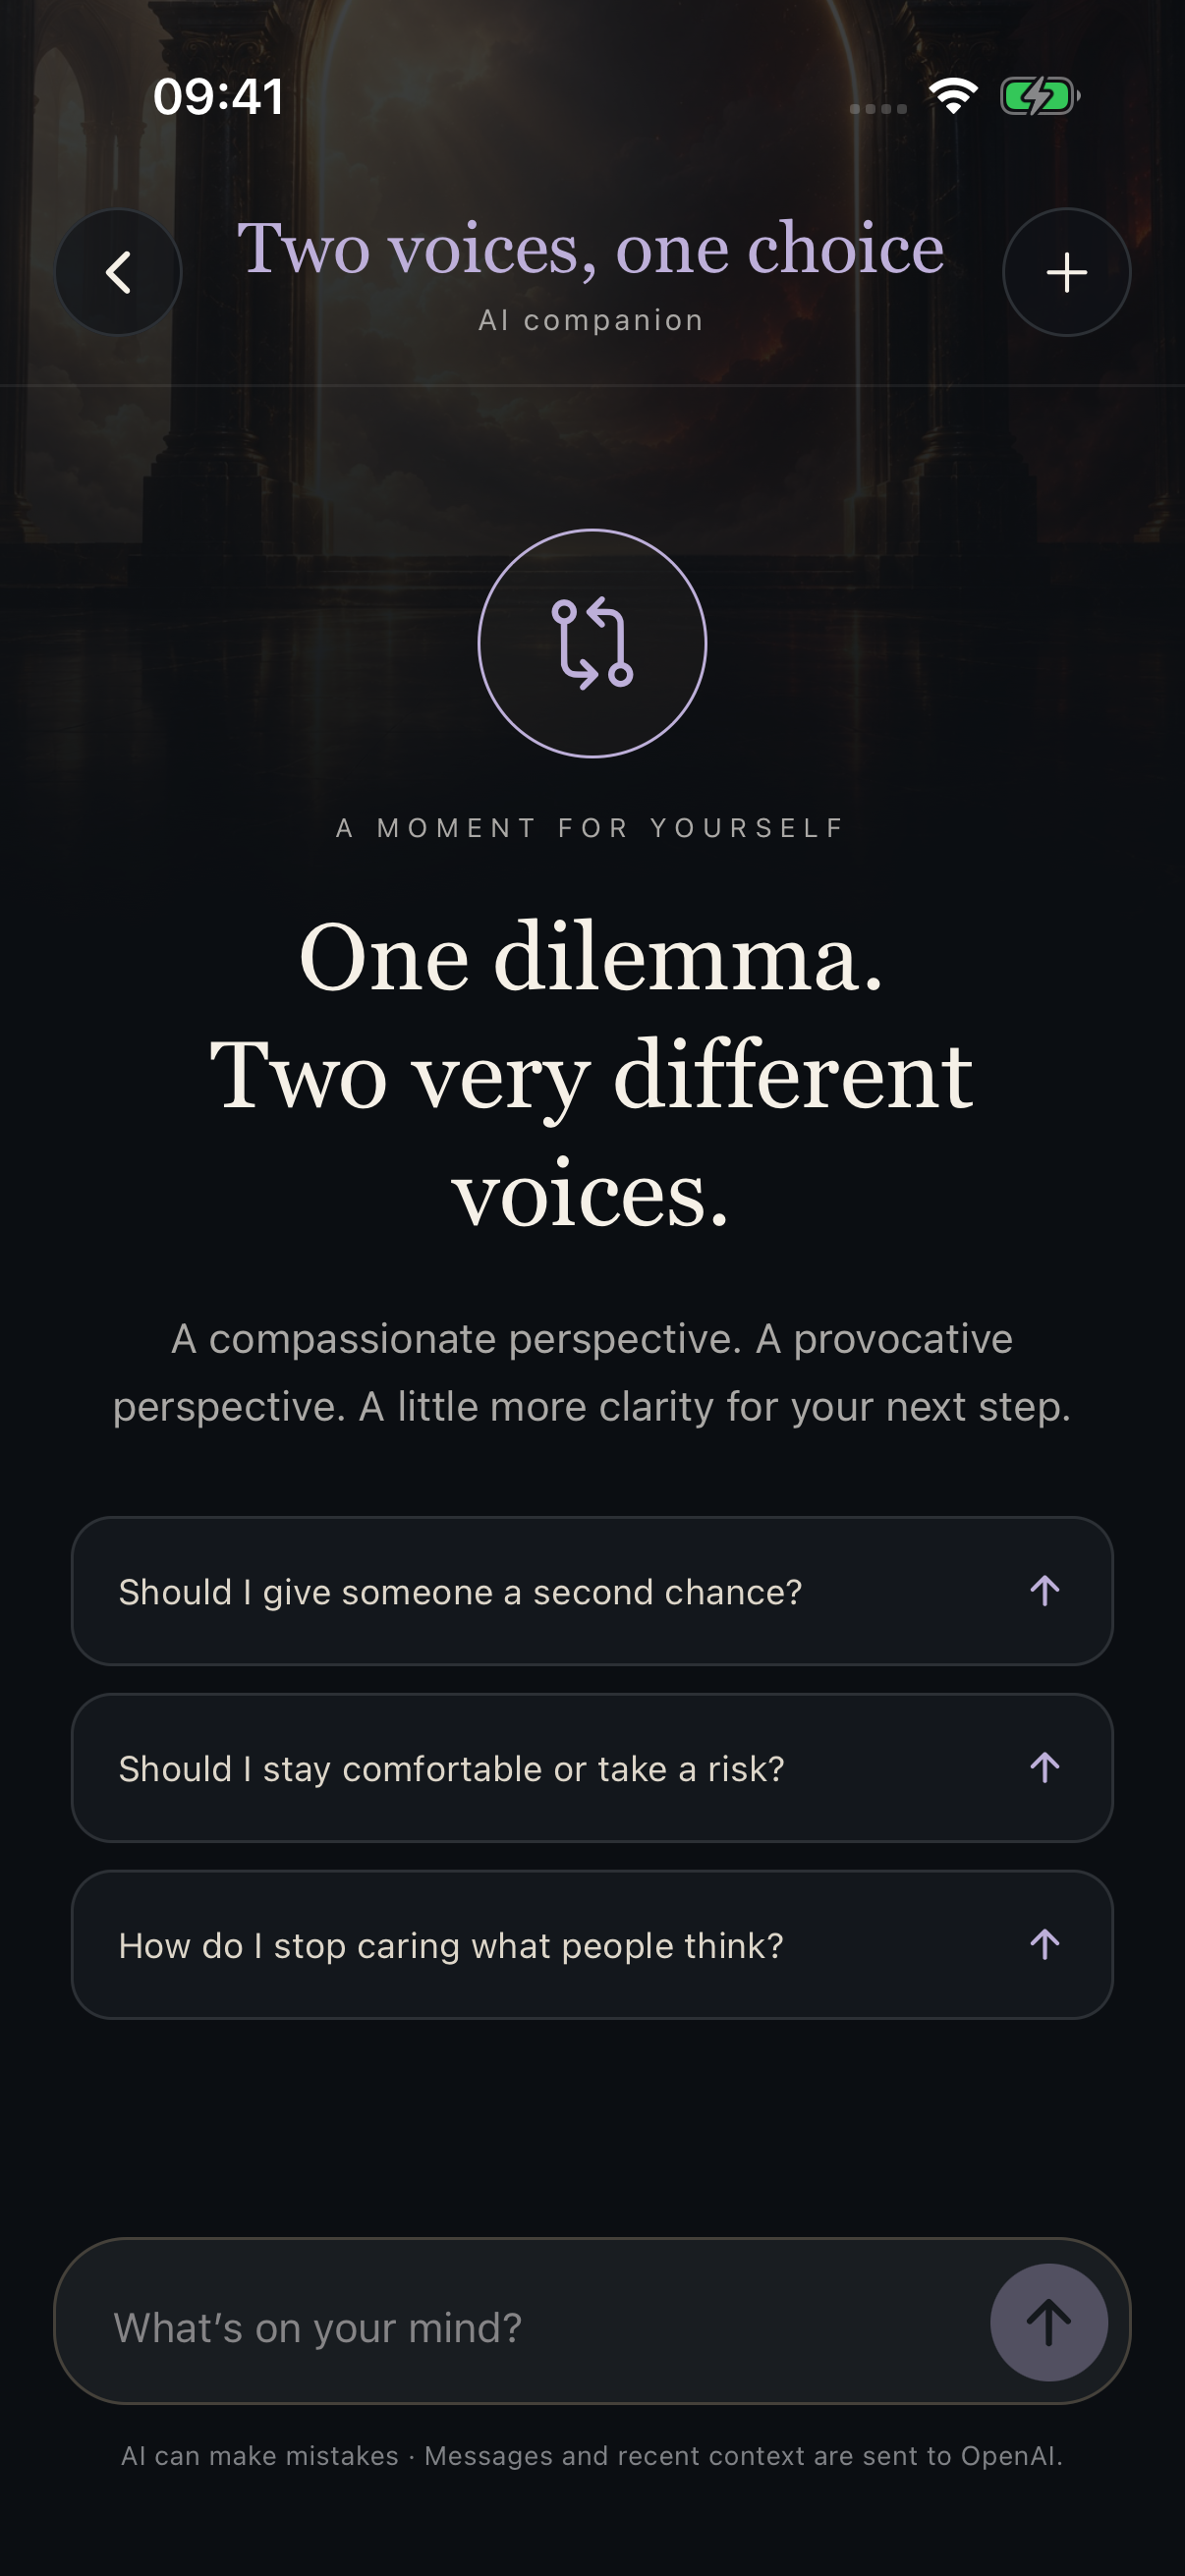 09:41
Two voices, one choice
AI companion
A MOMENT FOR YOURSELF
One dilemma.
Two very different
voices.
A compassionate perspective. A provocative
perspective. A little more clarity for your next step.
Should I give someone a second chance?
Should I stay comfortable or take a risk?
How do I stop caring what people think?
What’s on your mind?
AI can make mistakes · Messages and recent context are sent to OpenAI.